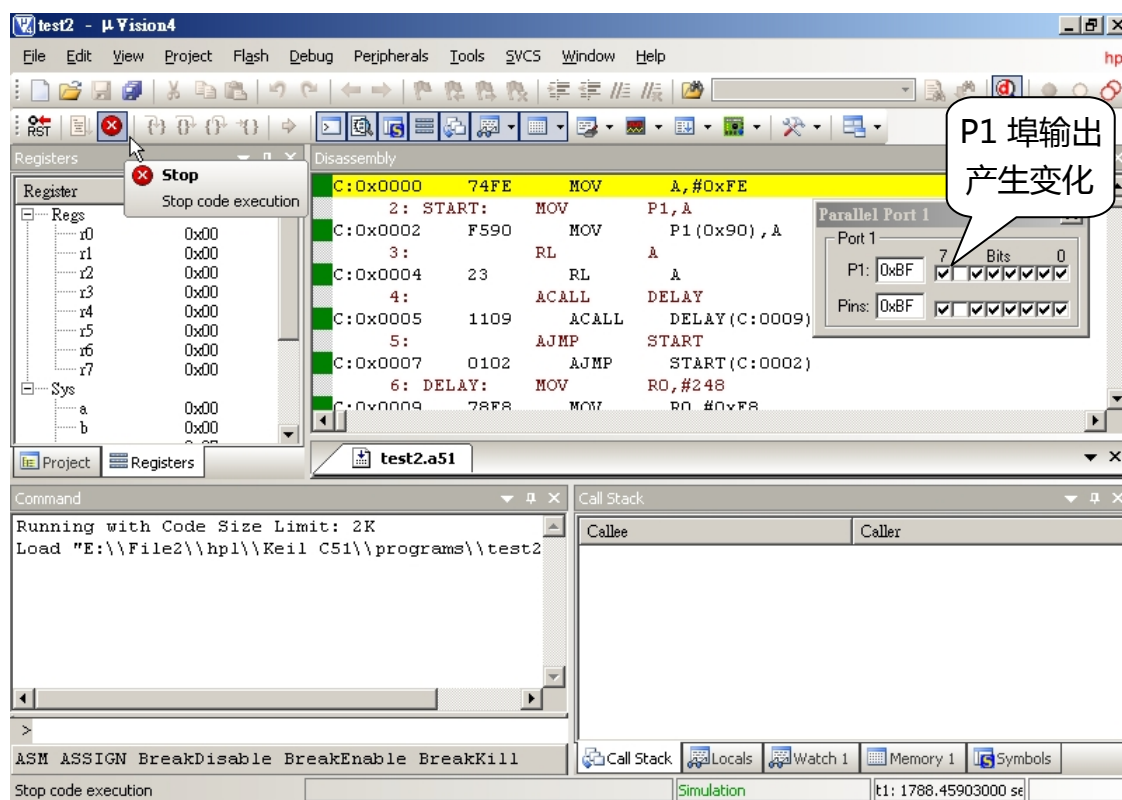 test2 - µVision4
File Edit View Project Flash Debug Peripherals Tools SVCS Window Help
hp
RST
P1 埠输出
产生变化
Registers
Disassembly
Stop
Stop code execution
Register
Regs
r0 0x00
r1 0x00
r2 0x00
r3 0x00
r4 0x00
r5 0x00
r6 0x00
r7 0x00
Sys
a 0x00
b 0x00
C:0x0000 74FE MOV A,#0xFE
2: START: MOV P1,A
C:0x0002 F590 MOV P1(0x90),A
3: RL A
C:0x0004 23 RL A
4: ACALL DELAY
C:0x0005 1109 ACALL DELAY(C:0009)
5: AJMP START
C:0x0007 0102 AJMP START(C:0002)
6: DELAY: MOV R0,#248
C:0x0009 78F8 MOV R0,#0xF8
Parallel Port 1
Port 1
7 Bits 0
P1: 0xBF
Pins: 0xBF
Project Registers
test2.a51
Command
Running with Code Size Limit: 2K
Load "E:\\File2\\hpl\\Keil C51\\programs\\test2
>
ASM ASSIGN BreakDisable BreakEnable BreakKill
Call Stack
Callee Caller
Call Stack Locals Watch 1 Memory 1 Symbols
Stop code execution Simulation t1: 1788.45903000 se